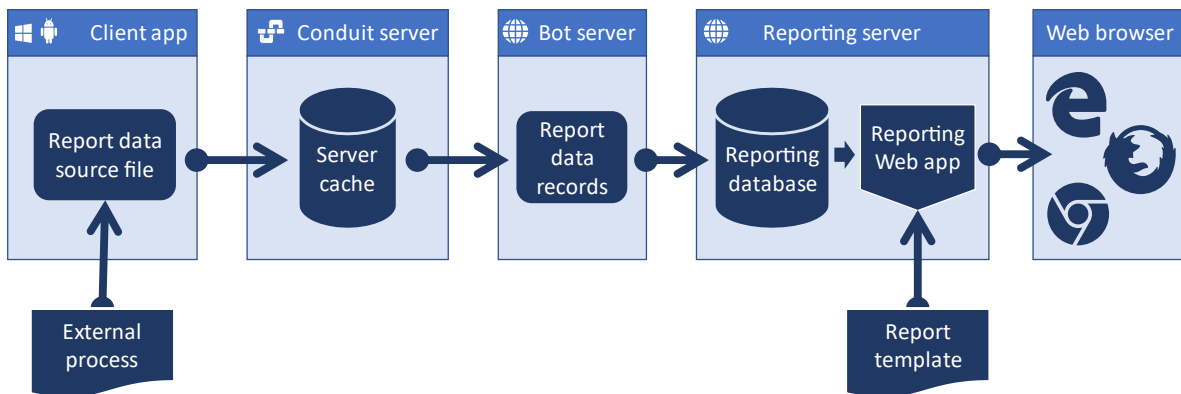 Client app
Conduit server
Bot server
Reporting server
Web browser
Report data
source file
Server
cache
Report
data
records
Reporting
database
Reporting
Web app
External
process
Report
template